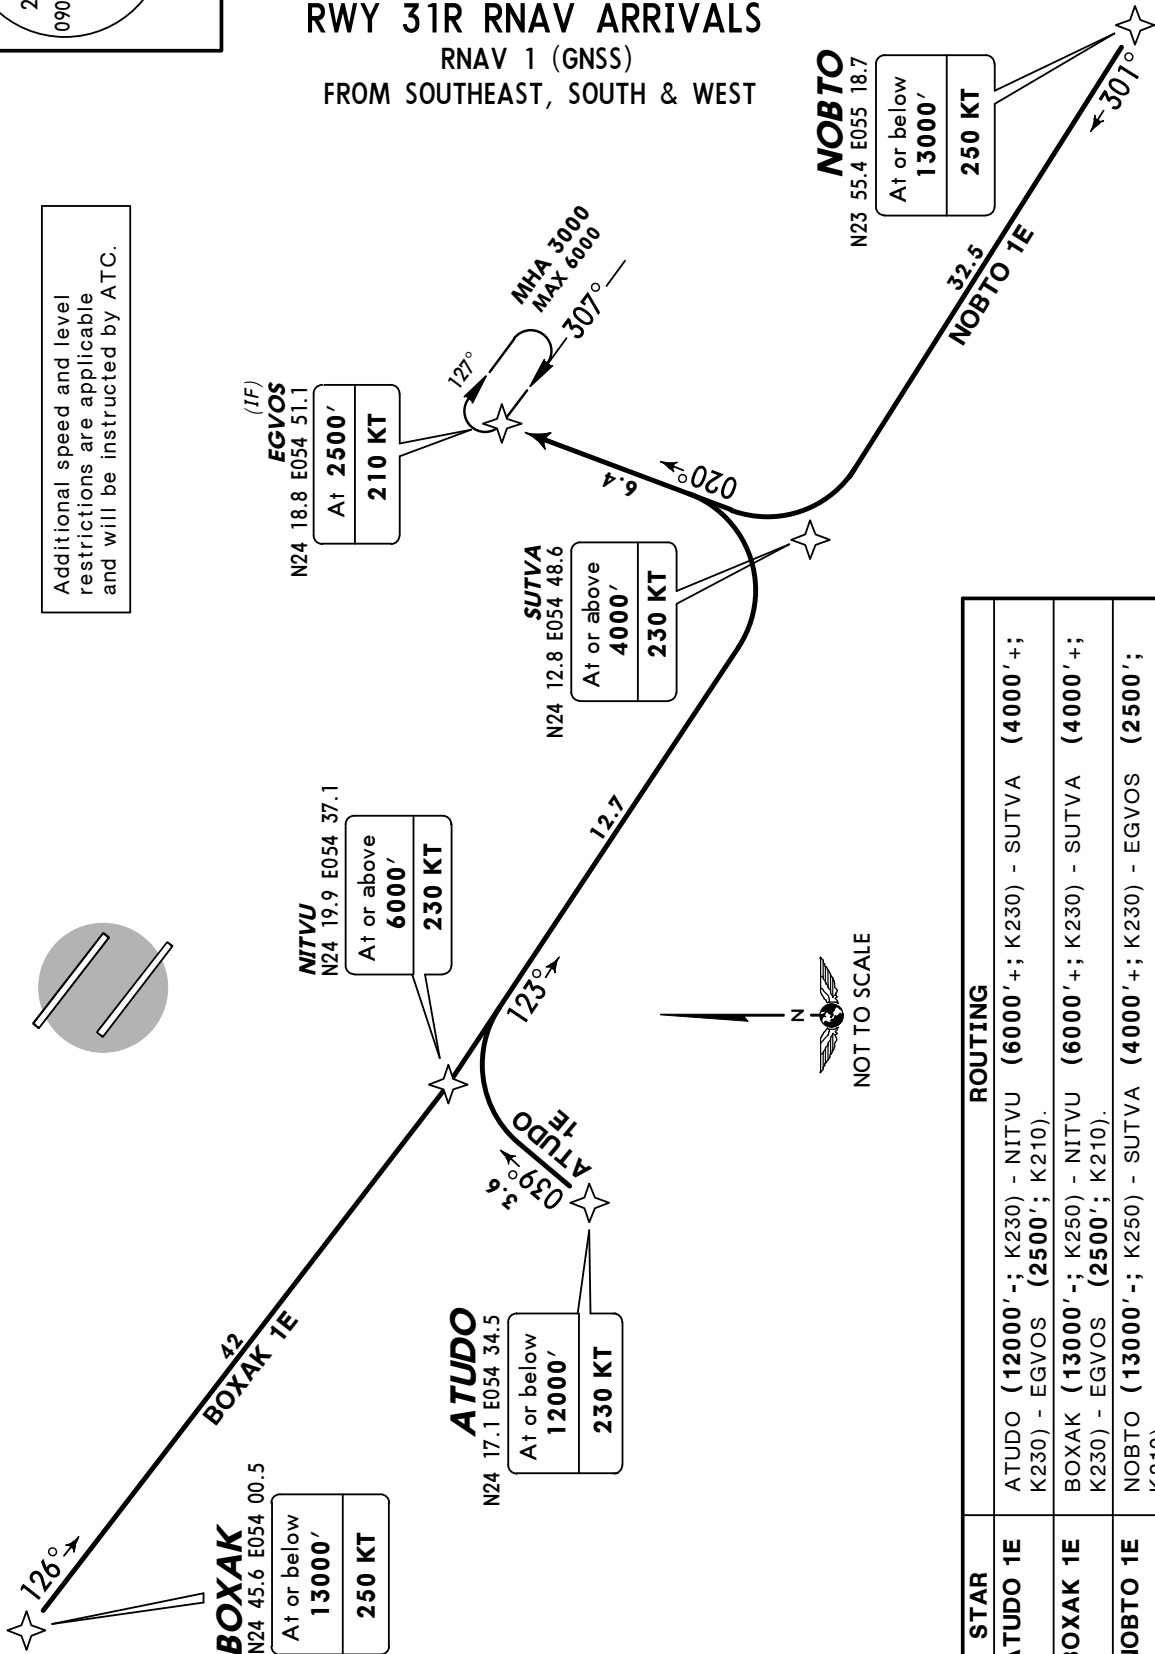 2
090
RWY 31R RNAV ARRIVALS
RNAV 1 (GNSS)
FROM SOUTHEAST, SOUTH & WEST
Additional speed and level
restrictions are applicable
and will be instructed by ATC.
NOBTO
N23 55.4 E055 18.7
At or below
13000'
250 KT
301°
32.5
NOBTO 1E
MHA 3000
MAX 6000
307°
127°
(IF)
EGVOS
N24 18.8 E054 51.1
At 2500'
210 KT
6.4
020°
SUTVA
N24 12.8 E054 48.6
At or above
4000'
230 KT
12.7
NITVU
N24 19.9 E054 37.1
At or above
6000'
230 KT
123°
N
NOT TO SCALE
ATUDO
1E
039°
3.6
ATUDO
N24 17.1 E054 34.5
At or below
12000'
230 KT
42
BOXAK 1E
126°
BOXAK
N24 45.6 E054 00.5
At or below
13000'
250 KT
STAR ROUTING
TUDO 1E ATUDO (12000'-; K230) - NITVU (6000'+; K230) - SUTVA (4000'+;
K230) - EGVOS (2500'; K210).
BOXAK 1E BOXAK (13000'-; K250) - NITVU (6000'+; K230) - SUTVA (4000'+;
K230) - EGVOS (2500'; K210).
NOBTO 1E NOBTO (13000'-; K250) - SUTVA (4000'+; K230) - EGVOS (2500';